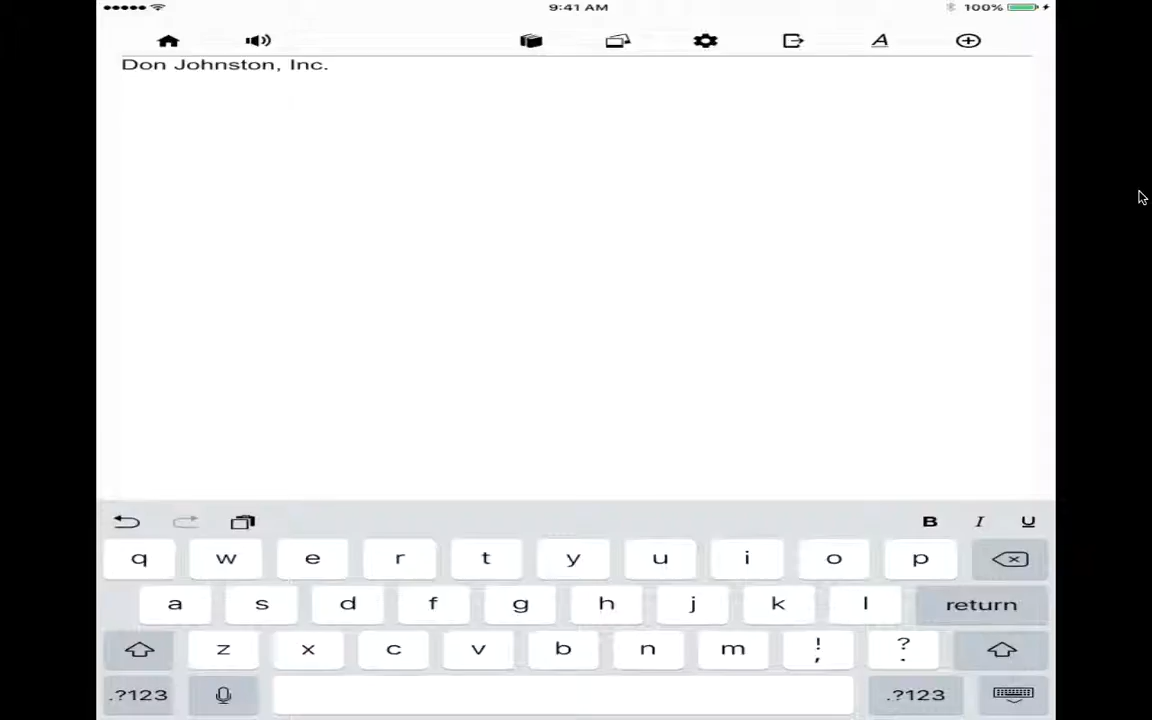 9:41 AM
100%
A
Don Johnston, Inc.
B I U
q w e r t y u i o p
a s d f g h j k l return
z x c v b n m ! , ? .
.?123 .?123